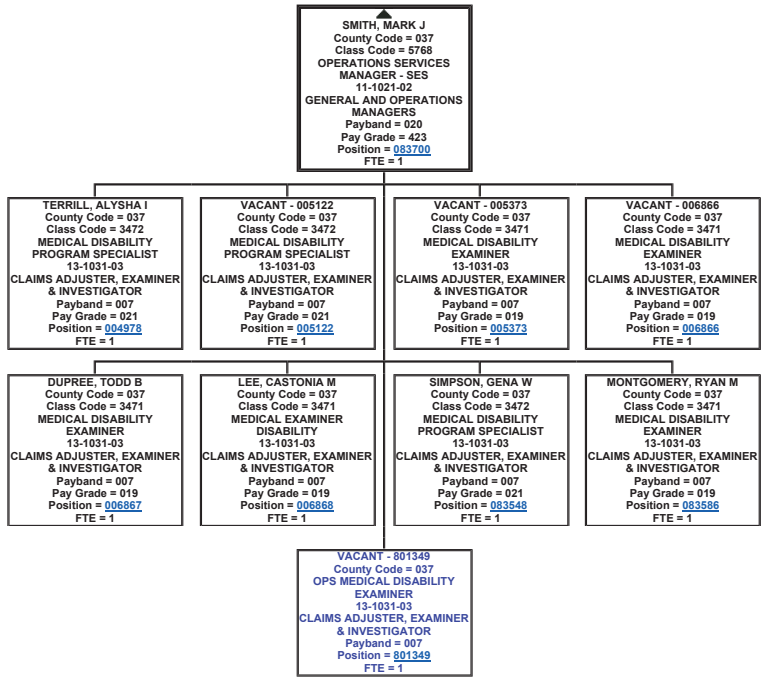 SMITH, MARK J
County Code = 037
Class Code = 5768
OPERATIONS SERVICES
MANAGER - SES
11-1021-02
GENERAL AND OPERATIONS
MANAGERS
Payband = 020
Pay Grade = 423
Position = 083700
FTE = 1
TERRILL, ALYSHA I
County Code = 037
Class Code = 3472
MEDICAL DISABILITY
PROGRAM SPECIALIST
13-1031-03
CLAIMS ADJUSTER, EXAMINER
& INVESTIGATOR
Payband = 007
Pay Grade = 021
Position = 004978
FTE = 1
VACANT - 005122
County Code = 037
Class Code = 3472
MEDICAL DISABILITY
PROGRAM SPECIALIST
13-1031-03
CLAIMS ADJUSTER, EXAMINER
& INVESTIGATOR
Payband = 007
Pay Grade = 021
Position = 005122
FTE = 1
VACANT - 005373
County Code = 037
Class Code = 3471
MEDICAL DISABILITY
EXAMINER
13-1031-03
CLAIMS ADJUSTER, EXAMINER
& INVESTIGATOR
Payband = 007
Pay Grade = 019
Position = 005373
FTE = 1
VACANT - 006866
County Code = 037
Class Code = 3471
MEDICAL DISABILITY
EXAMINER
13-1031-03
CLAIMS ADJUSTER, EXAMINER
& INVESTIGATOR
Payband = 007
Pay Grade = 019
Position = 006866
FTE = 1
DUPREE, TODD B
County Code = 037
Class Code = 3471
MEDICAL DISABILITY
EXAMINER
13-1031-03
CLAIMS ADJUSTER, EXAMINER
& INVESTIGATOR
Payband = 007
Pay Grade = 019
Position = 006867
FTE = 1
LEE, CASTONIA M
County Code = 037
Class Code = 3471
MEDICAL EXAMINER
DISABILITY
13-1031-03
CLAIMS ADJUSTER, EXAMINER
& INVESTIGATOR
Payband = 007
Pay Grade = 019
Position = 006868
FTE = 1
SIMPSON, GENA W
County Code = 037
Class Code = 3472
MEDICAL DISABILITY
PROGRAM SPECIALIST
13-1031-03
CLAIMS ADJUSTER, EXAMINER
& INVESTIGATOR
Payband = 007
Pay Grade = 021
Position = 083548
FTE = 1
MONTGOMERY, RYAN M
County Code = 037
Class Code = 3471
MEDICAL DISABILITY
EXAMINER
13-1031-03
CLAIMS ADJUSTER, EXAMINER
& INVESTIGATOR
Payband = 007
Pay Grade = 019
Position = 083586
FTE = 1
VACANT - 801349
County Code = 037
OPS MEDICAL DISABILITY
EXAMINER
13-1031-03
CLAIMS ADJUSTER, EXAMINER
& INVESTIGATOR
Payband = 007
Position = 801349
FTE = 1